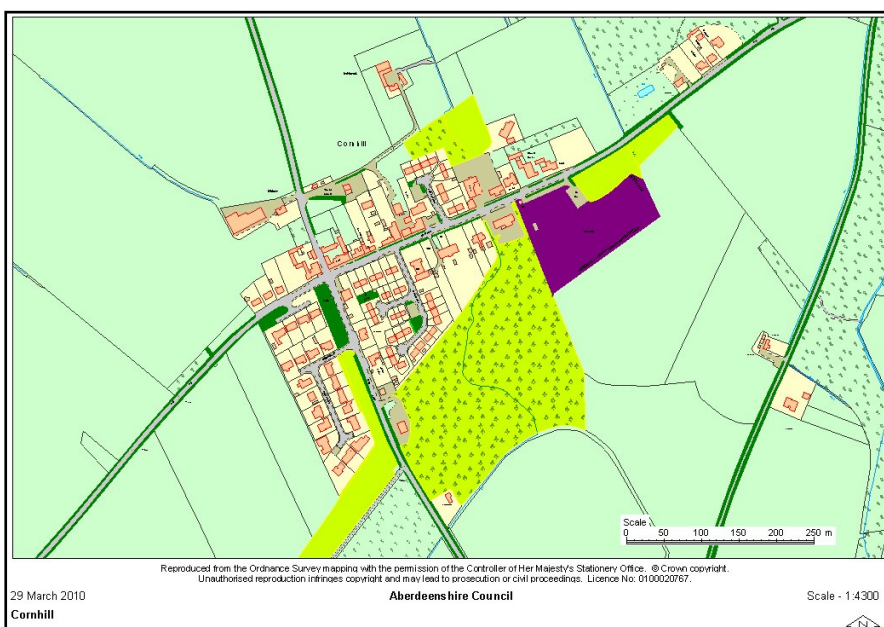 Cornhill
Scale
0 50 100 150 200 250 m
Reproduced from the Ordnance Survey mapping with the permission of the Controller of Her Majesty's Stationery Office. © Crown copyright.
Unauthorised reproduction infringes copyright and may lead to prosecution or civil proceedings. Licence No: 0100020767.
29 March 2010
Aberdeenshire Council
Scale - 1:4300
Cornhill
N